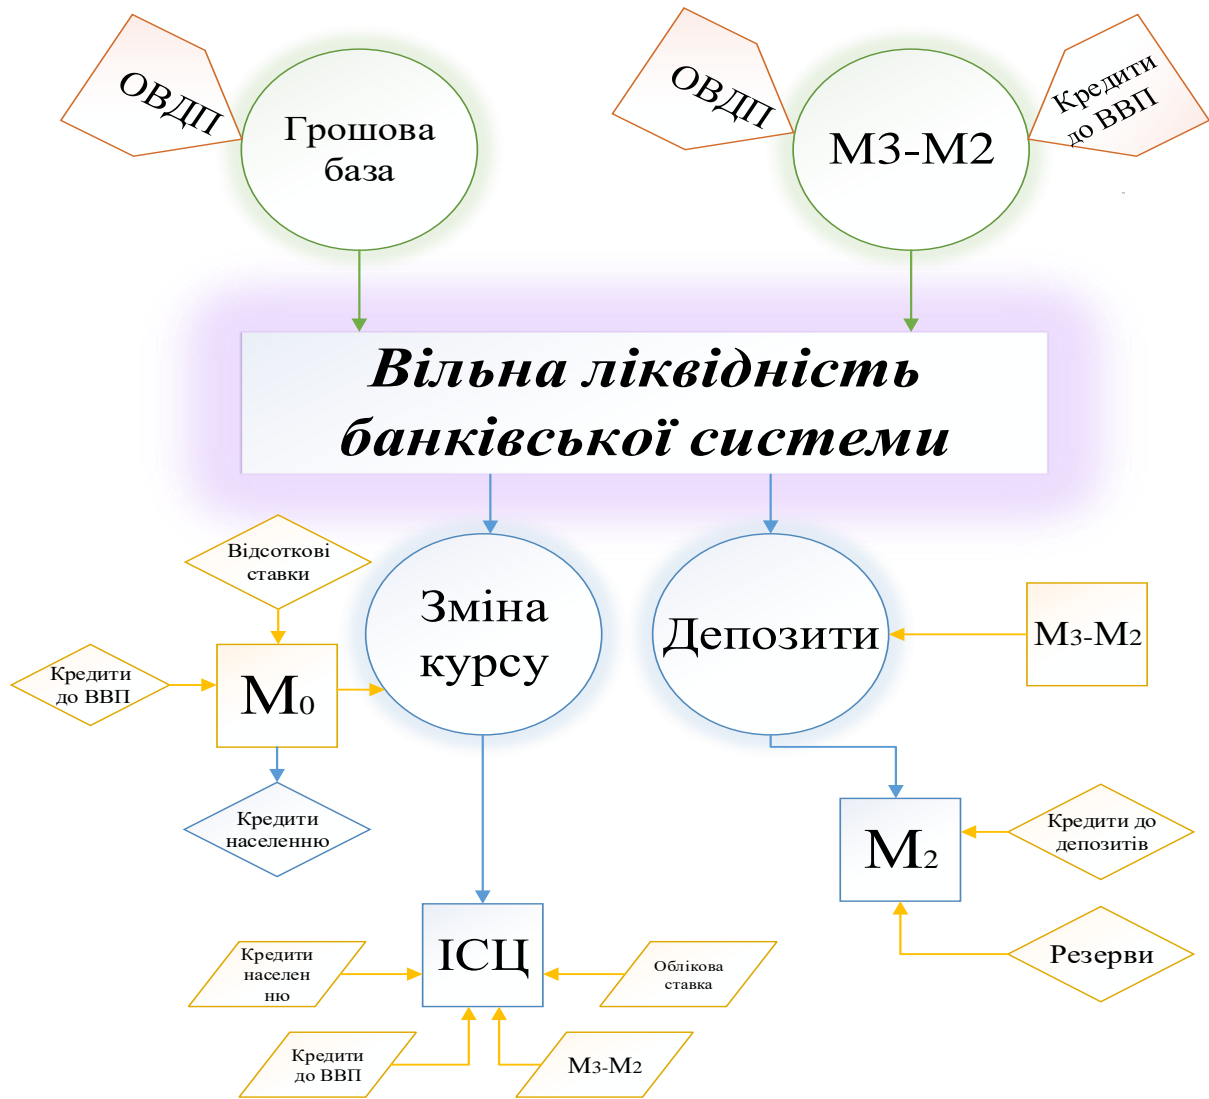 ОВДП
Грошова
база
ОВДП
М3-М2
Кредити
до ВВП
Вільна ліквідність
банківської системи
Відсоткові
ставки
Кредити
до ВВП
М0
Зміна
курсу
Депозити
М3-М2
Кредити
населенню
М2
Кредити до
депозитів
Резерви
ІСЦ
Кредити
населен
ню
Облікова
ставка
Кредити
до ВВП
М3-М2